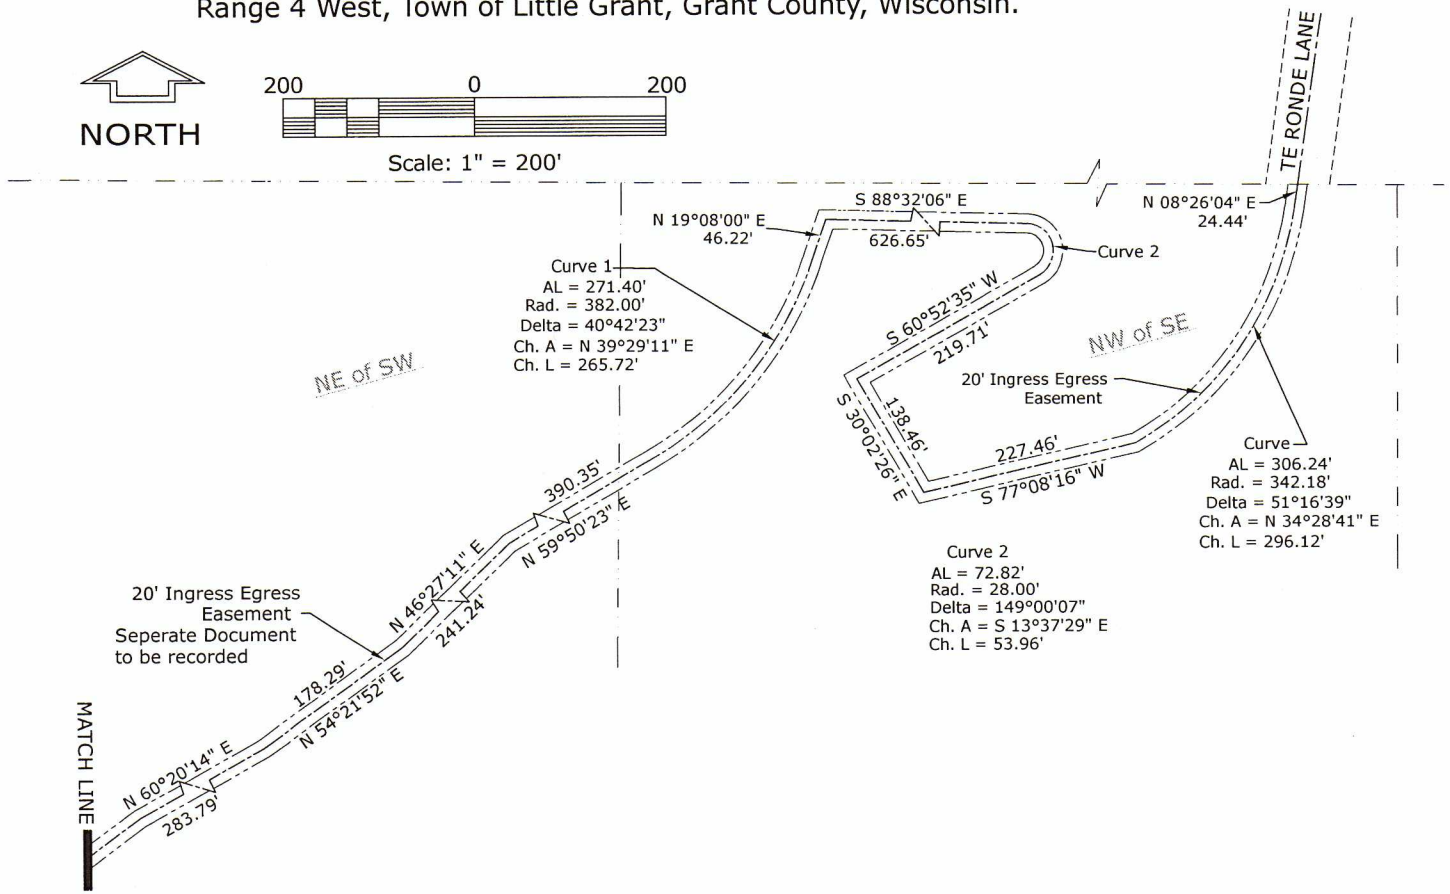 Range 4 West, Town of Little Grant, Grant County, Wisconsin.
NORTH
200 0 200
Scale: 1" = 200'
TE RONDE LANE
N 08°26'04" E
24.44'
S 88°32'06" E
626.65'
N 19°08'00" E
46.22'
Curve 2
Curve 1
AL = 271.40'
Rad. = 382.00'
Delta = 40°42'23"
Ch. A = N 39°29'11" E
Ch. L = 265.72'
S 60°52'35" W
219.71'
NW of SE
NE of SW
20' Ingress Egress
Easement
138.46'
S 30°02'26" E
227.46'
S 77°08'16" W
Curve
AL = 306.24'
Rad. = 342.18'
Delta = 51°16'39"
Ch. A = N 34°28'41" E
Ch. L = 296.12'
390.35'
N 59°50'23" E
Curve 2
AL = 72.82'
Rad. = 28.00'
Delta = 149°00'07"
Ch. A = S 13°37'29" E
Ch. L = 53.96'
N 46°27'11" E
241.24'
20' Ingress Egress
Easement
Seperate Document
to be recorded
178.29'
N 54°21'52" E
MATCH LINE
N 60°20'14" E
283.79'